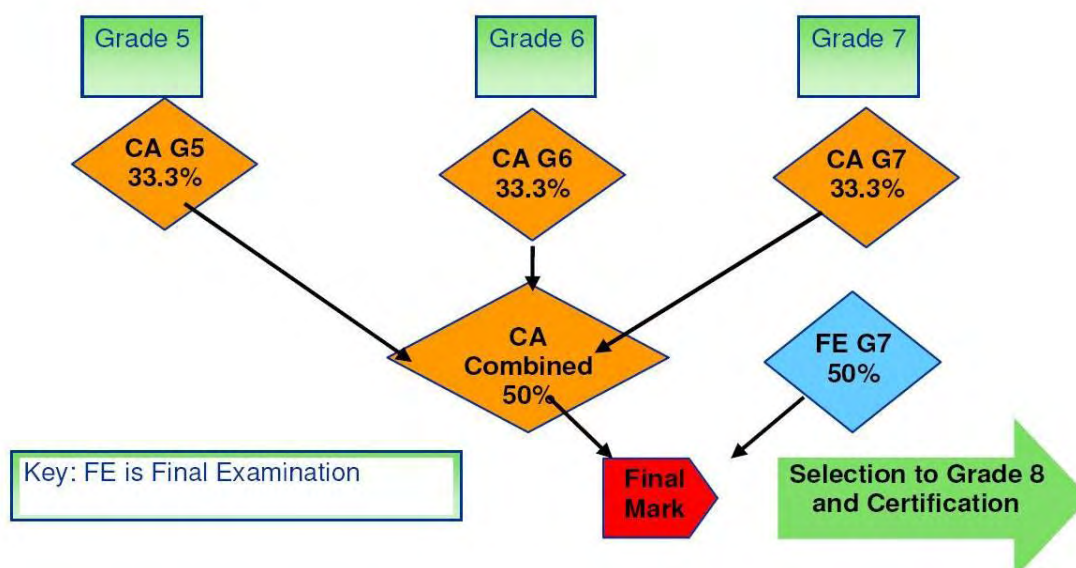 Grade 5
Grade 6
Grade 7
CA G5
33.3%
CA G6
33.3%
CA G7
33.3%
CA
Combined
50%
FE G7
50%
Key: FE is Final Examination
Final
Mark
Selection to Grade 8
and Certification